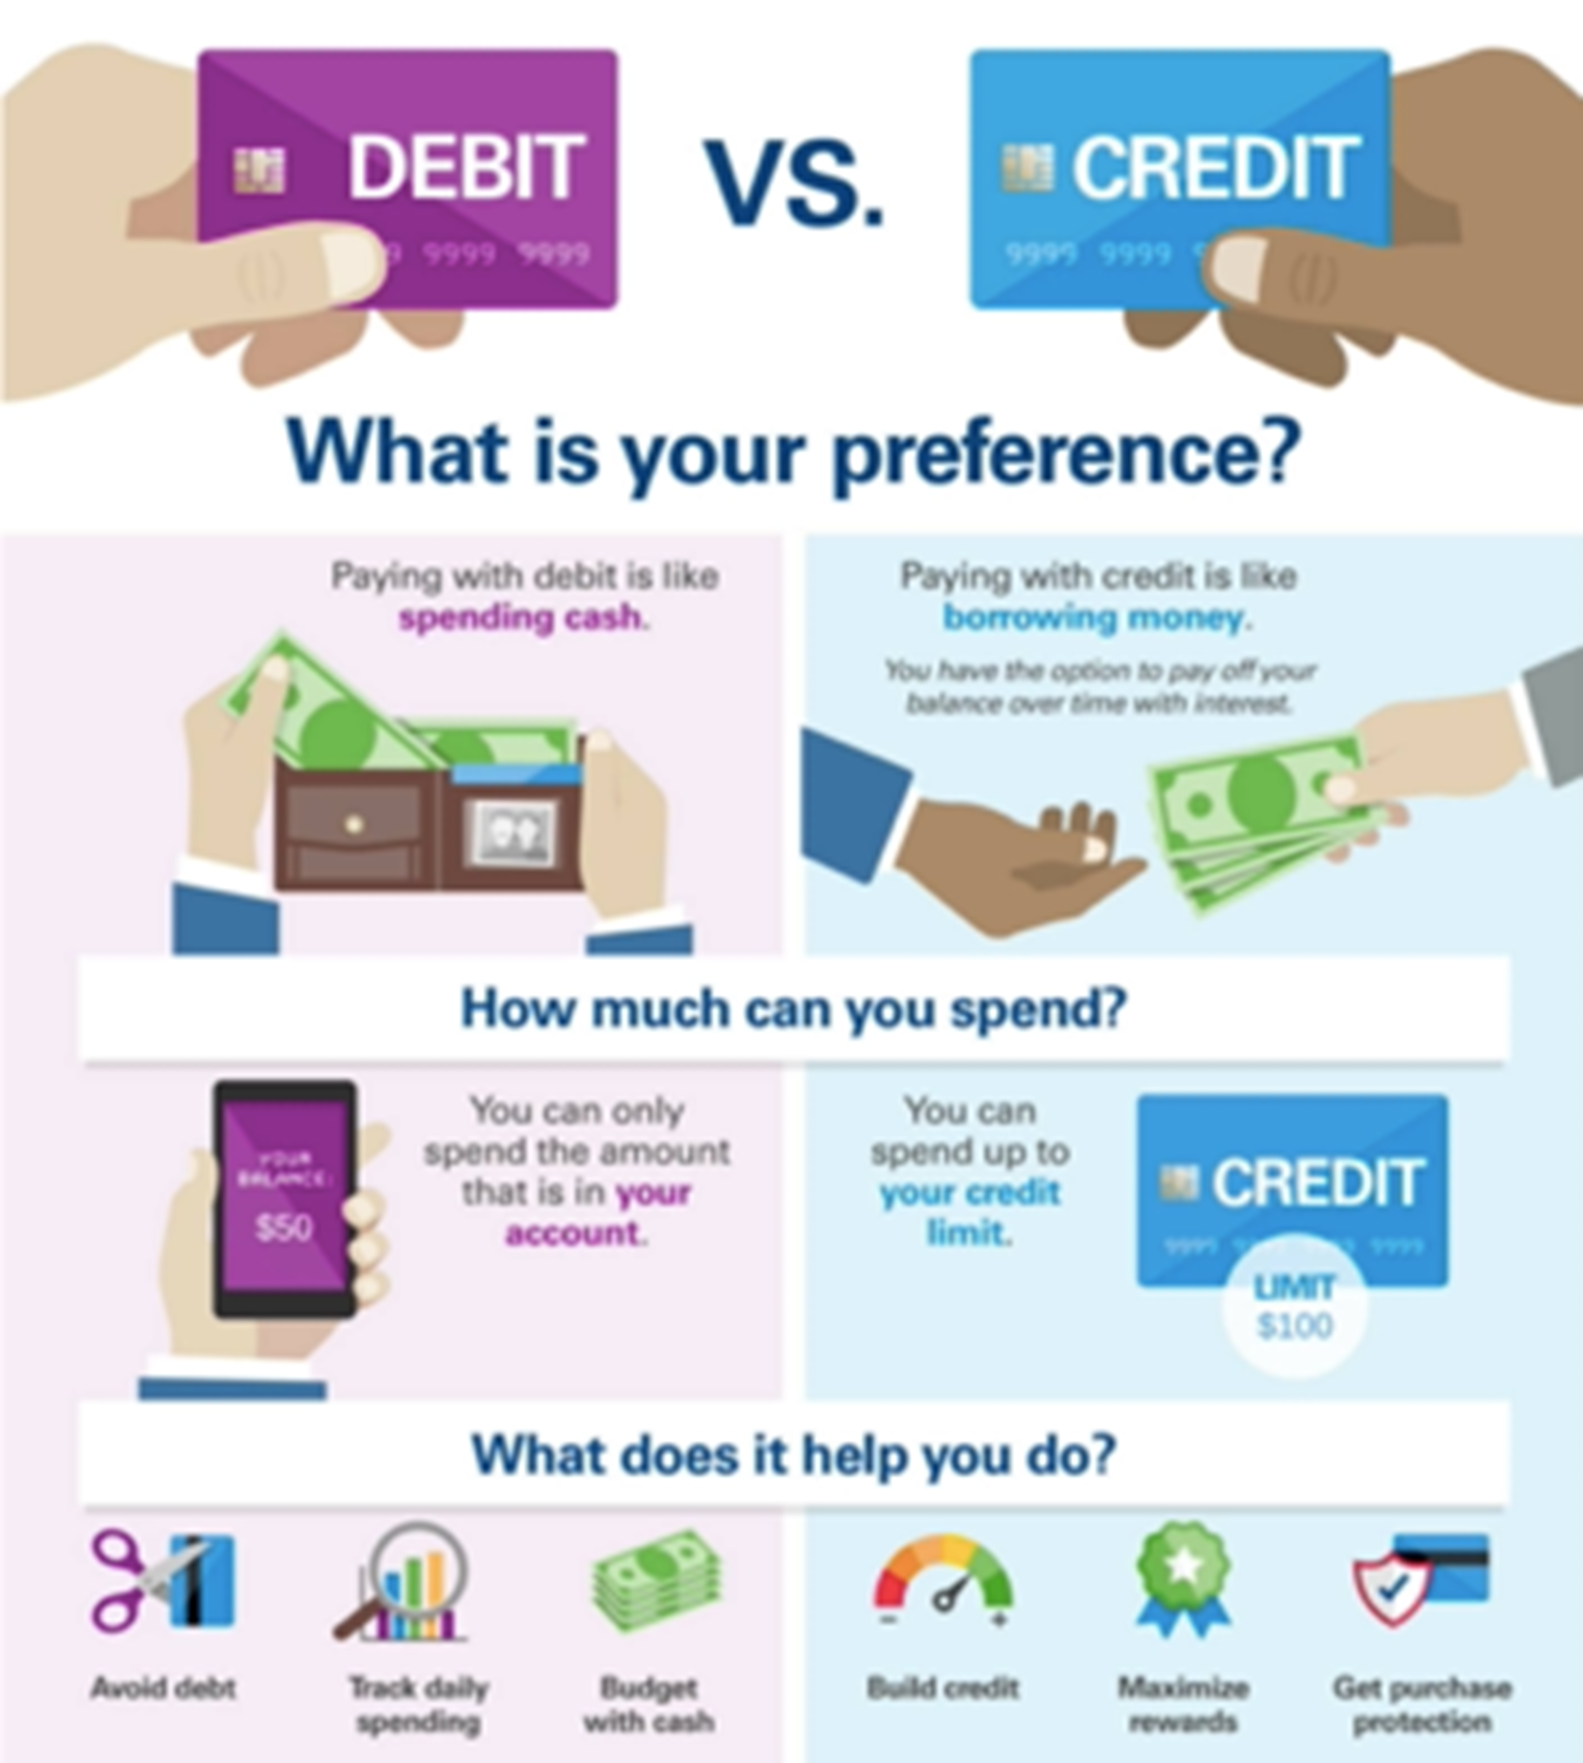 DEBIT
9 9999 9999
VS.
CREDIT
9999 9999 9
What is your preference?
Paying with debit is like
spending cash.
Paying with credit is like
borrowing money.
You have the option to pay off your
balance over time with interest.
How much can you spend?
YOUR
BALANCE:
$50
You can only
spend the amount
that is in your
account.
You can
spend up to
your credit
limit.
CREDIT
9999 9999
LIMIT
$100
What does it help you do?
Avoid debt
Track daily
spending
Budget
with cash
Build credit
Maximize
rewards
Get purchase
protection